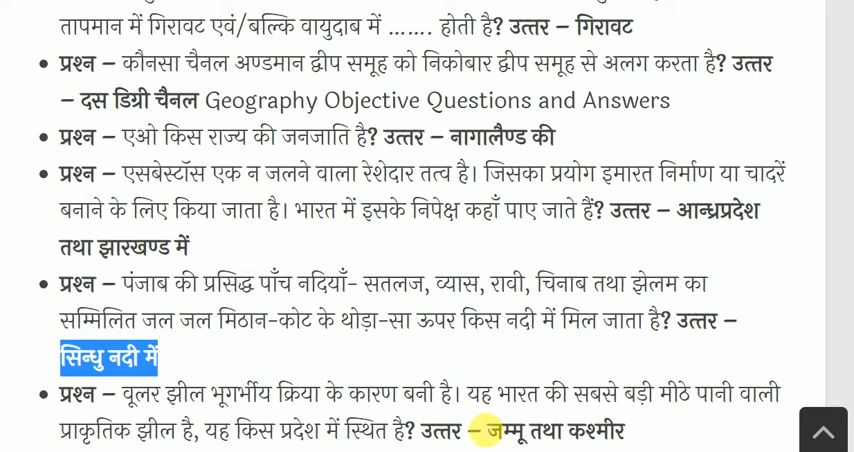 तापमान में गिरावट एवं/बल्कि वायुदाब में ……. होती है? उत्तर – गिरावट
प्रश्न – कौनसा चैनल अण्डमान द्वीप समूह को निकोबार द्वीप समूह से अलग करता है? उत्तर
– दस डिग्री चैनल Geography Objective Questions and Answers
प्रश्न – एओ किस राज्य की जनजाति है? उत्तर – नागालैण्ड की
प्रश्न – एसबेस्टॉस एक न जलने वाला रेशेदार तत्व है। जिसका प्रयोग इमारत निर्माण या चादरें
बनाने के लिए किया जाता है। भारत में इसके निपेक्ष कहाँ पाए जाते हैं? उत्तर – आन्ध्रप्रदेश
तथा झारखण्ड में
प्रश्न – पंजाब की प्रसिद्ध पाँच नदियाँ- सतलज, व्यास, रावी, चिनाब तथा झेलम का
सम्मिलित जल जल मिठान-कोट के थोड़ा-सा ऊपर किस नदी में मिल जाता है? उत्तर –
सिन्धु नदी में
प्रश्न – वूलर झील भूगर्भीय क्रिया के कारण बनी है। यह भारत की सबसे बड़ी मीठे पानी वाली
प्राकृतिक झील है, यह किस प्रदेश में स्थित है? उत्तर – जम्मू तथा कश्मीर